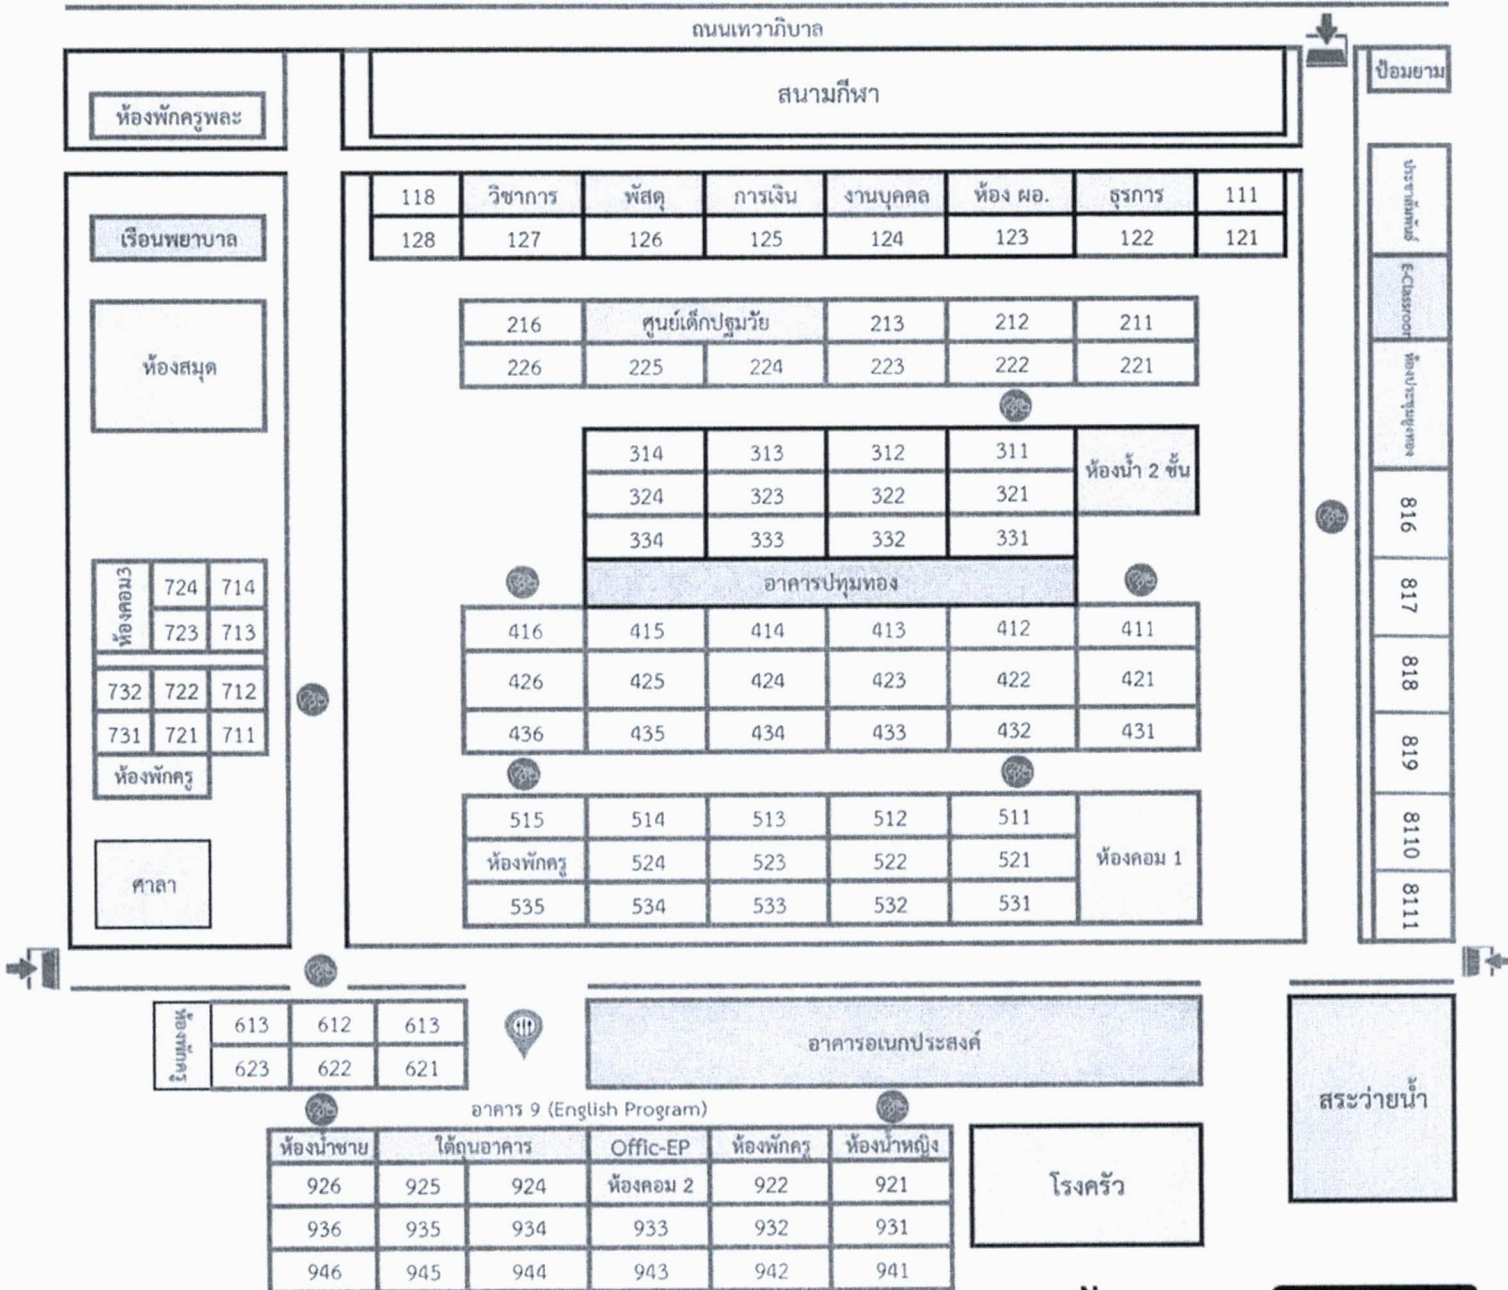 ถนนเทวาภิบาล
สนามกีฬา
ป้อมยาม
ห้องพักครูพละ
118 วิชาการ พัสดุ การเงิน งานบุคคล ห้อง ผอ. ธุรการ 111
128 127 126 125 124 123 122 121
ประชาสัมพันธ์
E-Classroom
ห้องประชุมยูงทอง
816
817
818
819
8110
8111
เรือนพยาบาล
ห้องสมุด
216 ศูนย์เด็กปฐมวัย 213 212 211
226 225 224 223 222 221
314 313 312 311
ห้องน้ำ 2 ชั้น
324 323 322 321
334 333 332 331
อาคารปทุมทอง
ห้องคอม3
724 714
723 713
732 722 712
731 721 711
ห้องพักครู
416 415 414 413 412 411
426 425 424 423 422 421
436 435 434 433 432 431
515 514 513 512 511
ห้องพักครู 524 523 522 521
ห้องคอม 1
535 534 533 532 531
ศาลา
ห้องพักครู
613 612 613
623 622 621
อาคารอเนกประสงค์
สระว่ายน้ำ
อาคาร 9 (English Program)
ห้องน้ำชาย ใต้ถุนอาคาร Offic-EP ห้องพักครู ห้องน้ำหญิง
926 925 924 ห้องคอม 2 922 921
936 935 934 933 932 931
946 945 944 943 942 941
โรงครัว